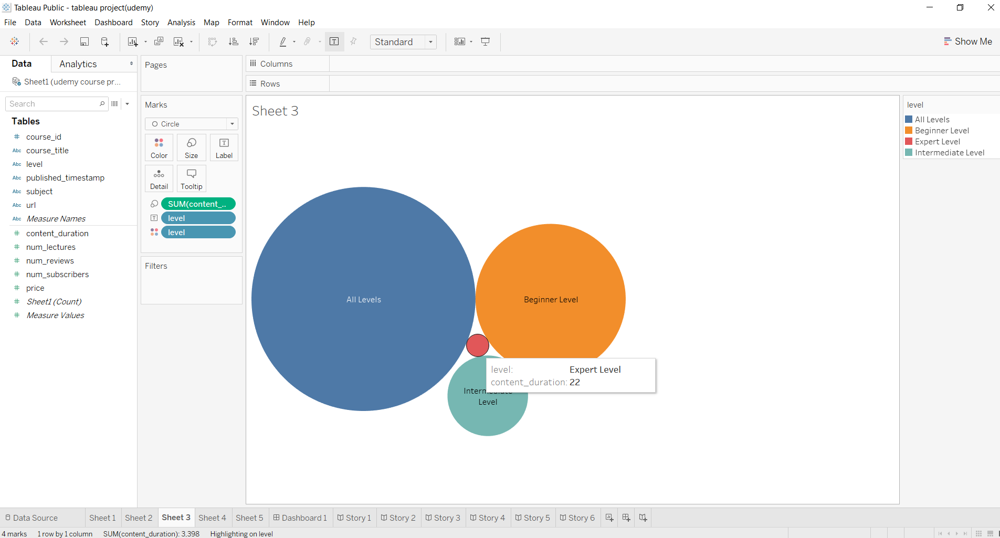 Tableau Public - tableau project(udemy)
File Data Worksheet Dashboard Story Analysis Map Format Window Help
Standard
Show Me
Data Analytics
Sheet1 (udemy course pr...
Search
Tables
course_id
Abc course_title
Abc level
Abc published_timestamp
Abc subject
Abc url
Abc Measure Names
content_duration
num_lectures
num_reviews
num_subscribers
price
Sheet1 (Count)
Measure Values
Pages
Marks
Circle
Color Size Label
Detail Tooltip
SUM(content_..
level
level
Filters
Columns
Rows
Sheet 3
All Levels
Beginner Level
Level
level: Expert Level
content_duration: 22
level
All Levels
Beginner Level
Expert Level
Intermediate Level
Data Source Sheet 1 Sheet 2 Sheet 3 Sheet 4 Sheet 5 Dashboard 1 Story 1 Story 2 Story 3 Story 4 Story 5 Story 6
4 marks 1 row by 1 column SUM(content_duration): 3,398 Highlighting on level